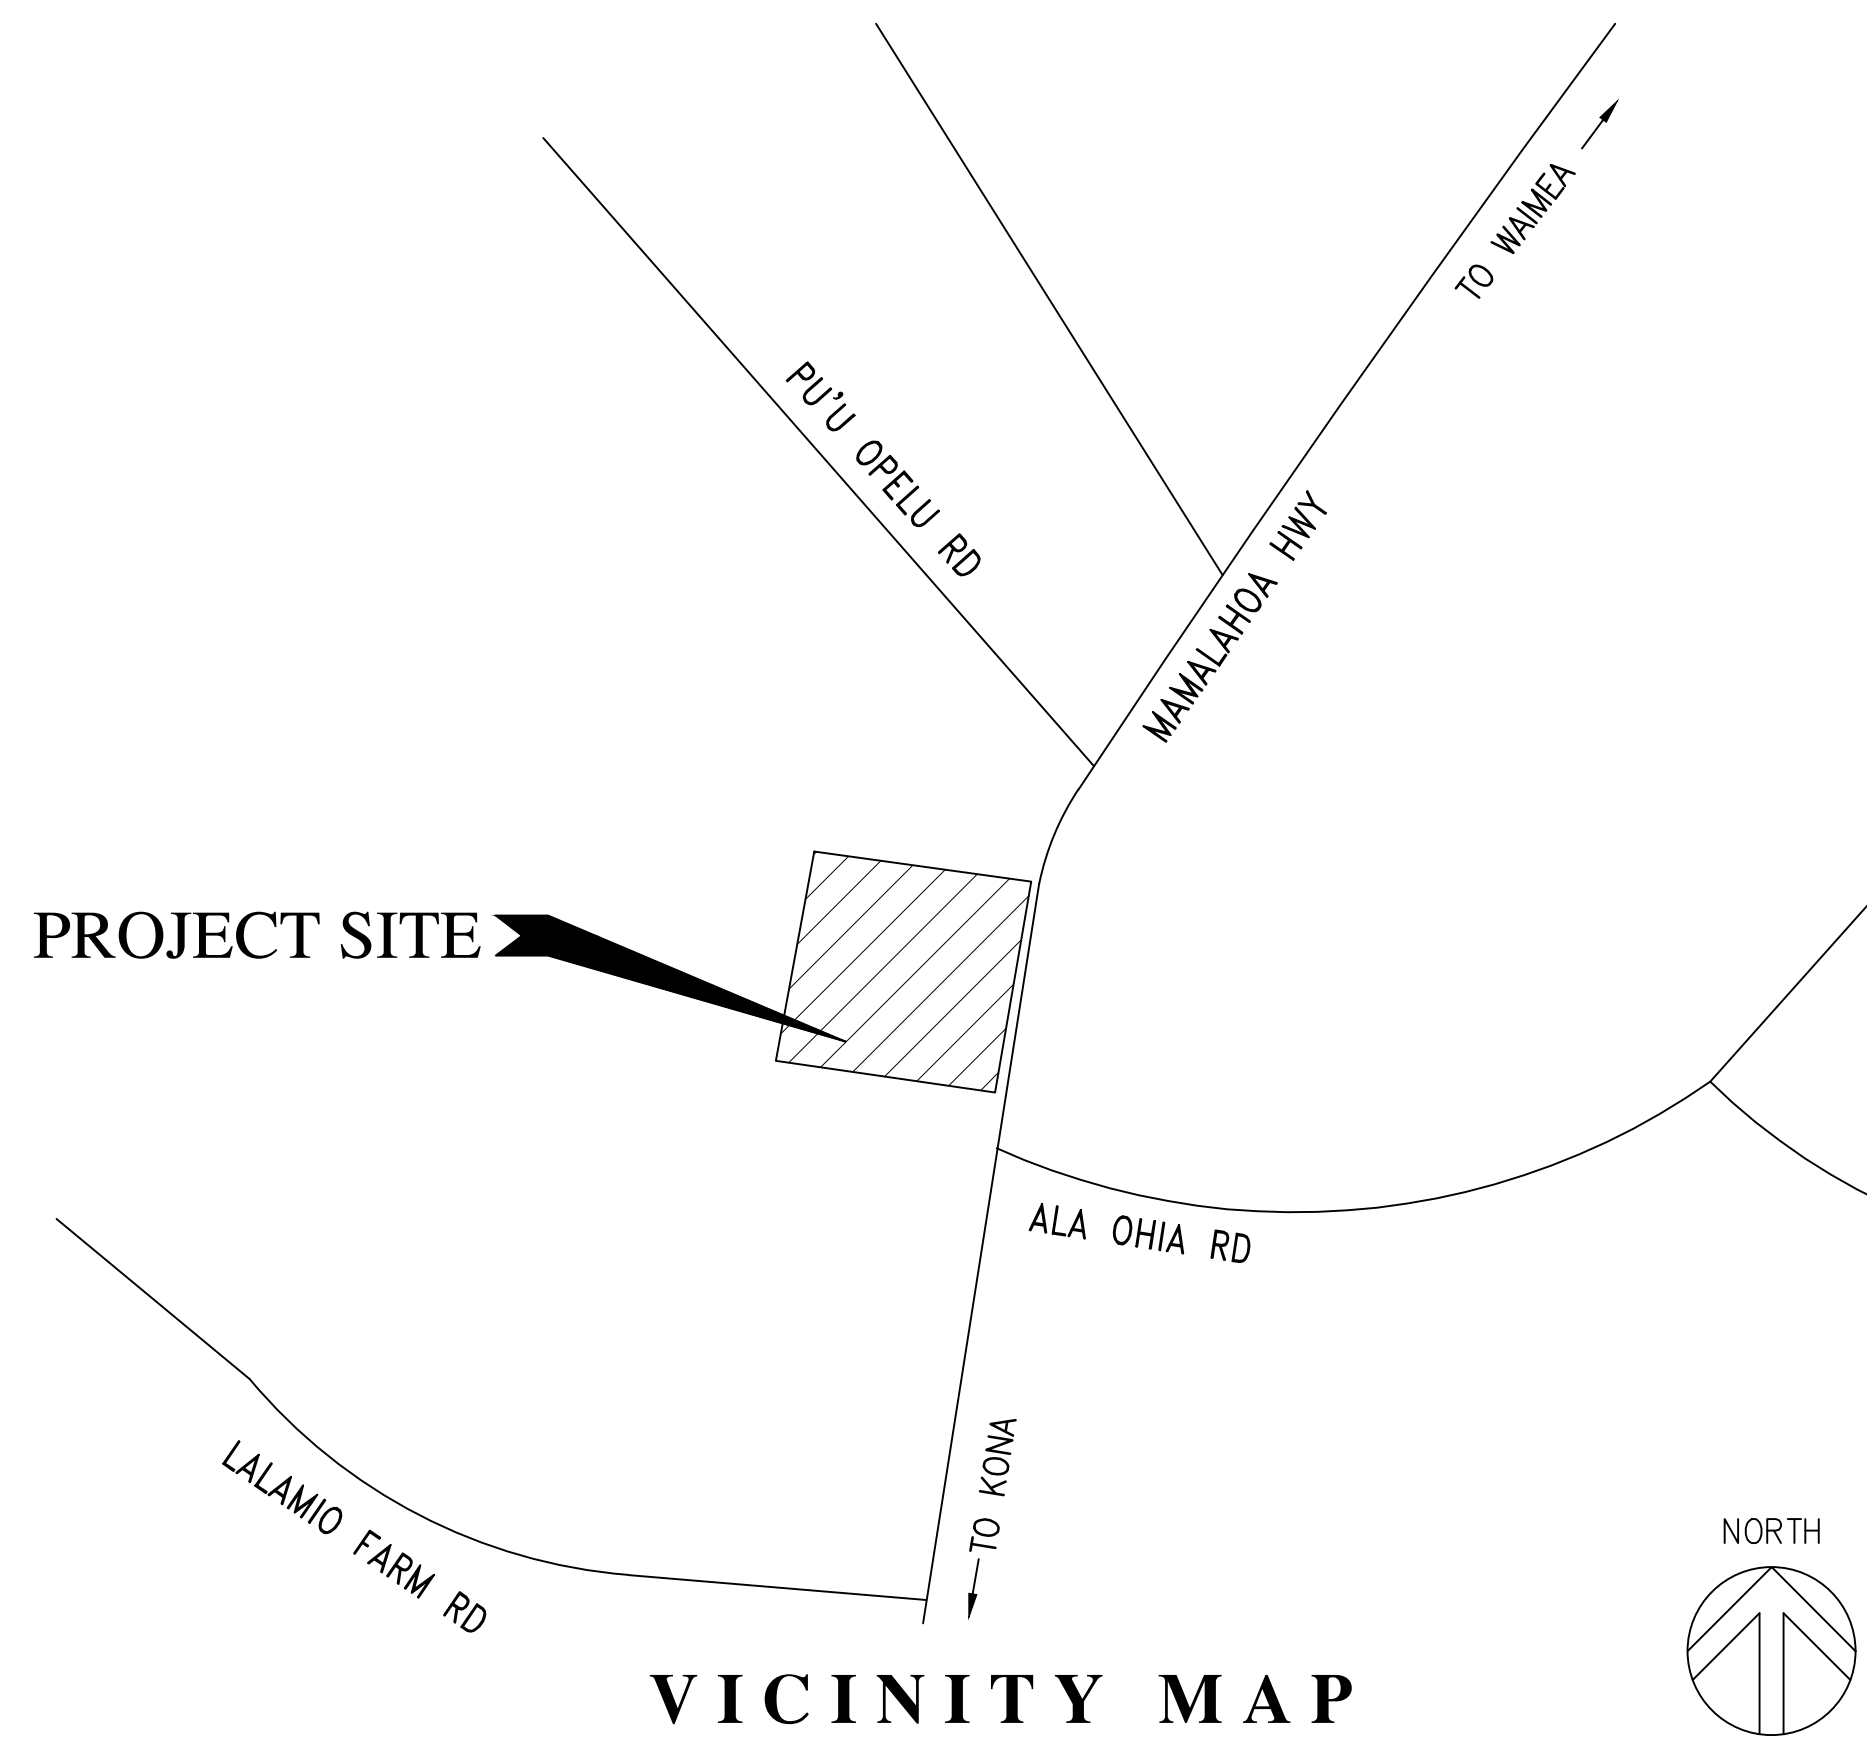 TO WAIMEA
PU'U OPELU RD
MAMALAHOA HWY
PROJECT SITE
ALA OHIA RD
LALAMIO FARM RD
TO KONA
NORTH
VICINITY MAP